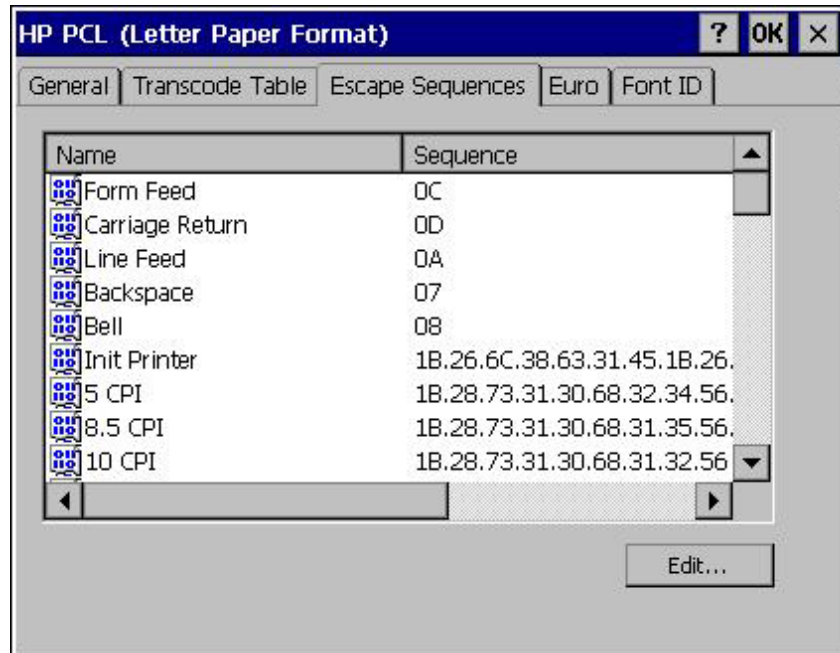 HP PCL (Letter Paper Format) ? OK ×
General Transcode Table Escape Sequences Euro Font ID
Name Sequence
Form Feed 0C
Carriage Return 0D
Line Feed 0A
Backspace 07
Bell 08
Init Printer 1B.26.6C.38.63.31.45.1B.26.
5 CPI 1B.28.73.31.30.68.32.34.56.
8.5 CPI 1B.28.73.31.30.68.31.35.56.
10 CPI 1B.28.73.31.30.68.31.32.56
Edit...